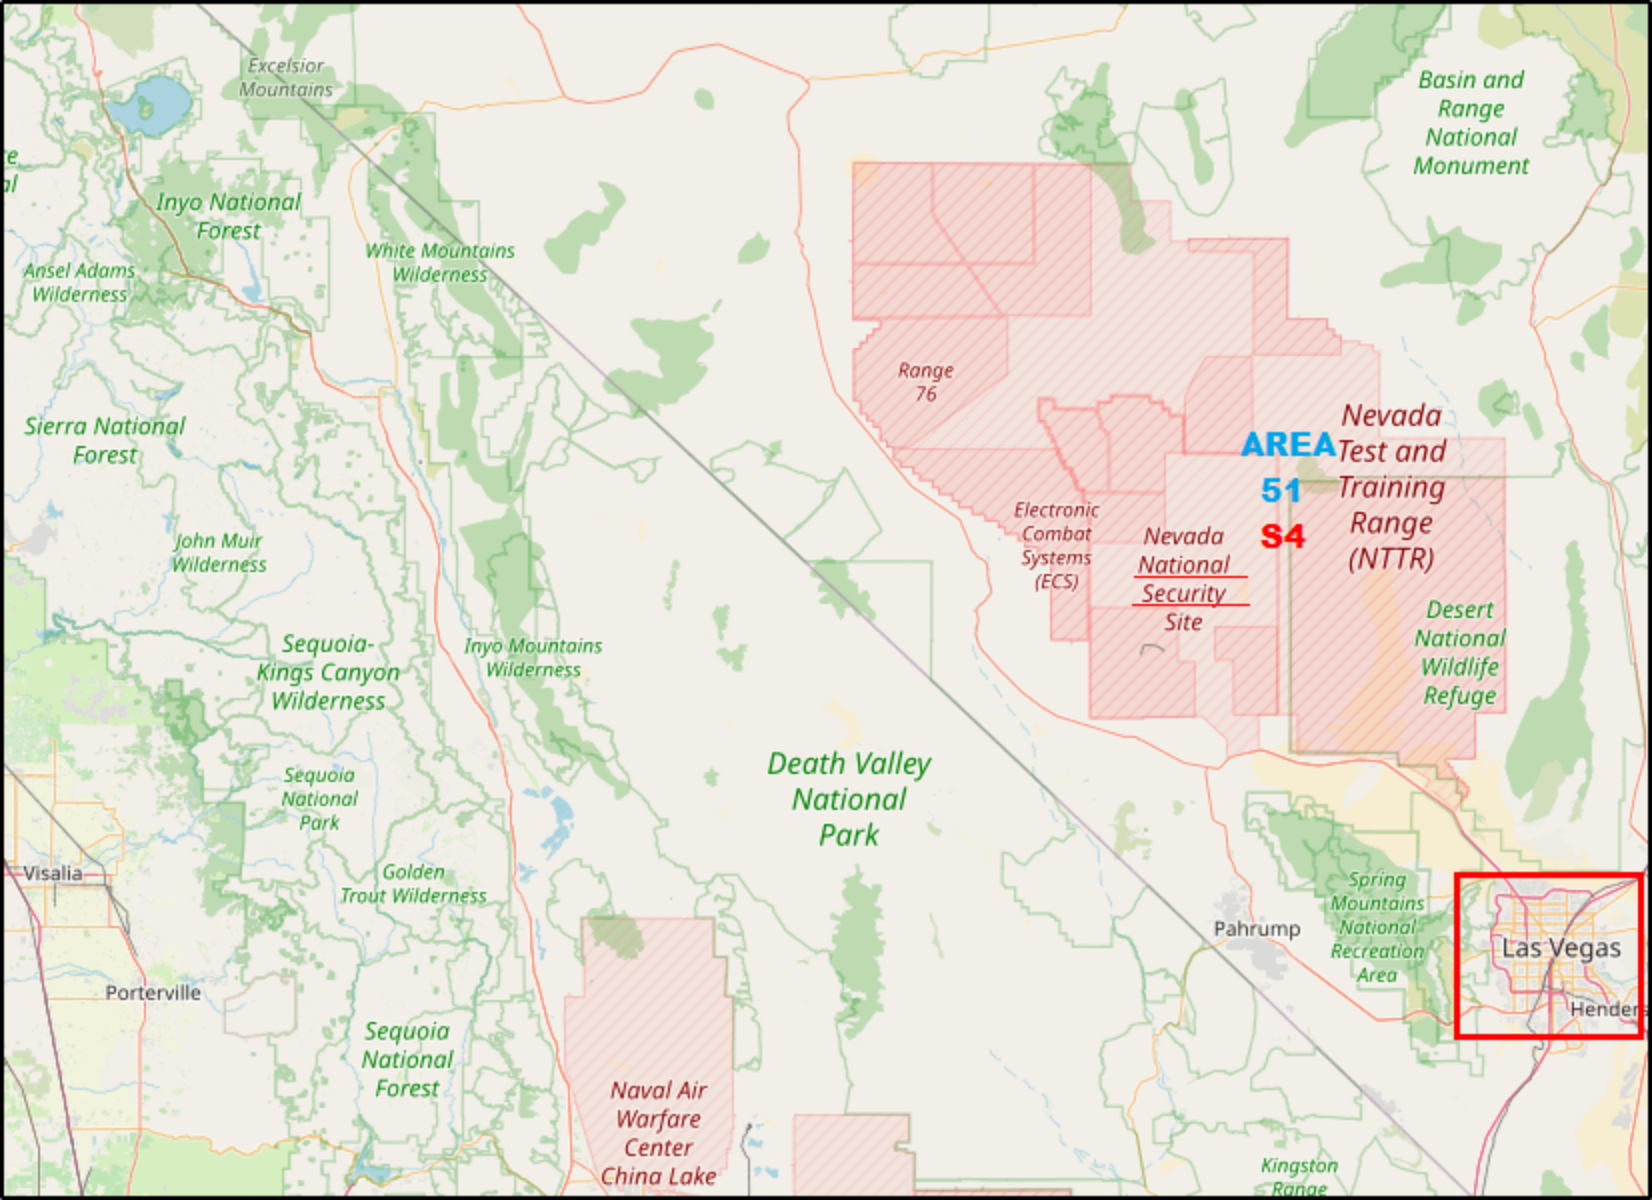 Excelsior
Mountains
Basin and
Range
National
Monument
Inyo National
Forest
White Mountains
Wilderness
Ansel Adams
Wilderness
Range
76
Sierra National
Forest
AREA
51
S4
Nevada
Test and
Training
Range
(NTTR)
Electronic
Combat
Systems
(ECS)
Nevada
National
Security
Site
John Muir
Wilderness
Desert
National
Wildlife
Refuge
Sequoia-
Kings Canyon
Wilderness
Inyo Mountains
Wilderness
Death Valley
National
Park
Sequoia
National
Park
Visalia
Golden
Trout Wilderness
Spring
Mountains
National
Recreation
Area
Pahrump
Las Vegas
Hender
Porterville
Sequoia
National
Forest
Naval Air
Warfare
Center
China Lake
Kingston
Range